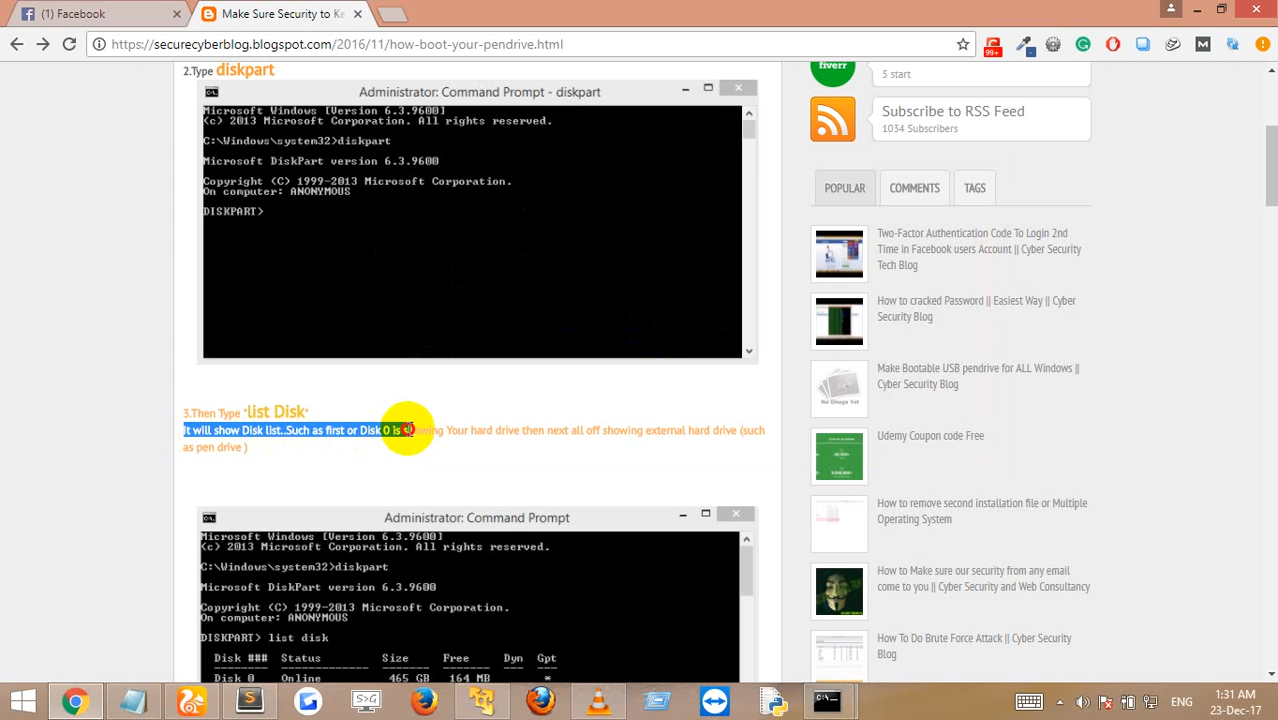 (1) Facebook
Make Sure Security to Ke
https://securecyberblog.blogspot.com/2016/11/how-boot-your-pendrive.html
99+
2.Type diskpart
Administrator: Command Prompt - diskpart
Microsoft Windows [Version 6.3.9600]
(c) 2013 Microsoft Corporation. All rights reserved.
C:\Windows\system32>diskpart
Microsoft DiskPart version 6.3.9600
Copyright (C) 1999-2013 Microsoft Corporation.
On computer: ANONYMOUS
DISKPART>
3.Then Type "list Disk"
It will show Disk list..Such as first or Disk 0 is showing Your hard drive then next all off showing external hard drive (such
as pen drive )
Administrator: Command Prompt
Microsoft Windows [Version 6.3.9600]
(c) 2013 Microsoft Corporation. All rights reserved.
C:\Windows\system32>diskpart
Microsoft DiskPart version 6.3.9600
Copyright (C) 1999-2013 Microsoft Corporation.
On computer: ANONYMOUS
DISKPART> list disk
Disk ### Status Size Free Dyn Gpt
Disk 0 Online 465 GB 164 MB *
fiverr
5 start
Subscribe to RSS Feed
1034 Subscribers
POPULAR COMMENTS TAGS
Two-Factor Authentication Code To Login 2nd
Time in Facebook users Account || Cyber Security
Tech Blog
How to cracked Password || Easiest Way || Cyber
Security Blog
No Image Yet
Make Bootable USB pendrive for ALL Windows ||
Cyber Security Blog
Udemy Coupon code Free
How to remove second installation file or Multiple
Operating System
How to Make sure our security from any email
come to you || Cyber Security and Web Consultancy
How To Do Brute Force Attack || Cyber Security
Blog
1:31 AM
23-Dec-17